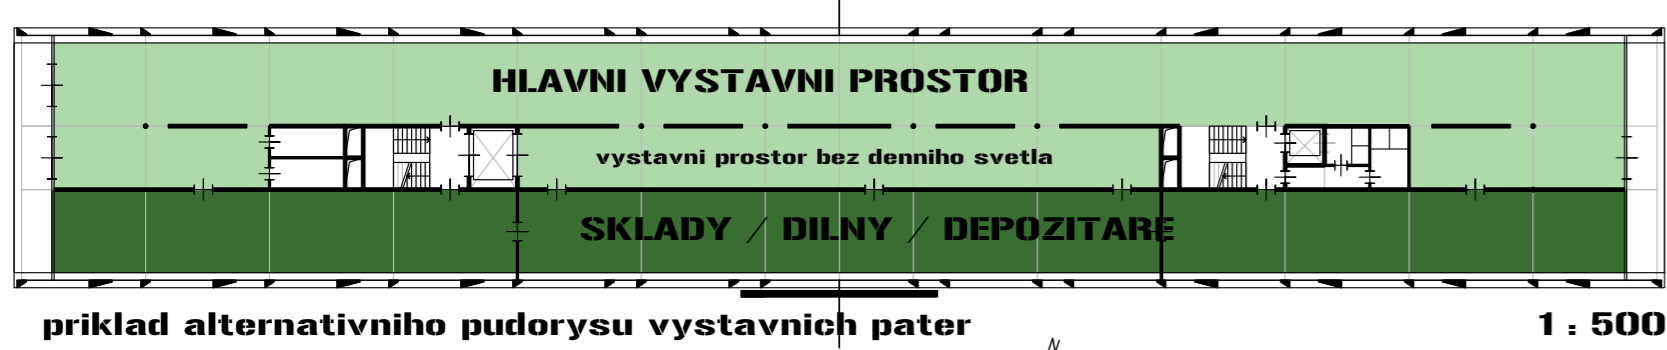 HLAVNI VYSTAVNI PROSTOR
vystavni prostor bez denniho svetla
SKLADY / DILNY / DEPOZITARE
priklad alternativniho pudorysu vystavnich pater
1 : 500
N